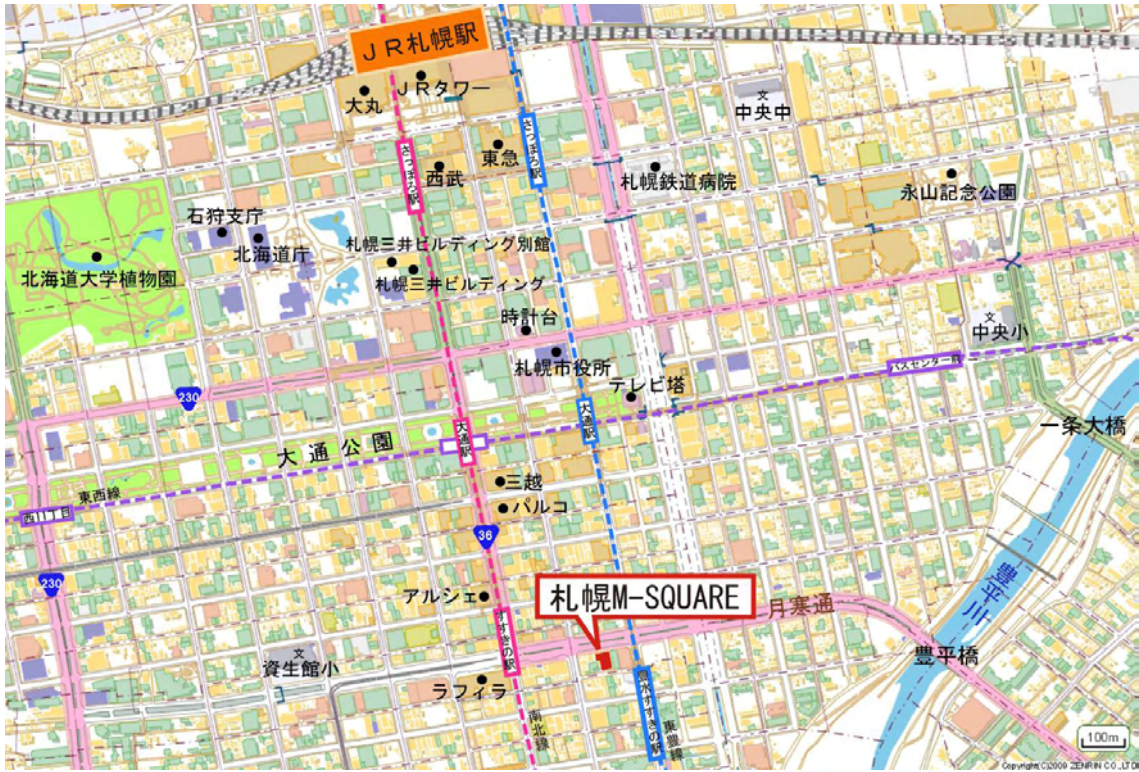 JR札幌駅
大丸
JRタワー
さっぽろ駅
さっぽろ駅
東急
西武
文
中央中
札幌鉄道病院
永山記念公園
石狩支庁
北海道庁
北海道大学植物園
札幌三井ビルディング別館
札幌三井ビルディング
時計台
札幌市役所
テレビ塔
文
中央小
バスセンター前
230
大通公園
大通駅
大通駅
一条大橋
東西線
西11丁目
三越
パルコ
36
230
アルシェ
すすきの駅
札幌M-SQUARE
月寒通
豊平川
豊平橋
文
資生館小
ラフィラ
南北線
豊水すすきの駅
東豊線
100m
Copyright(C)2009 ZENRIN CO.,LTD